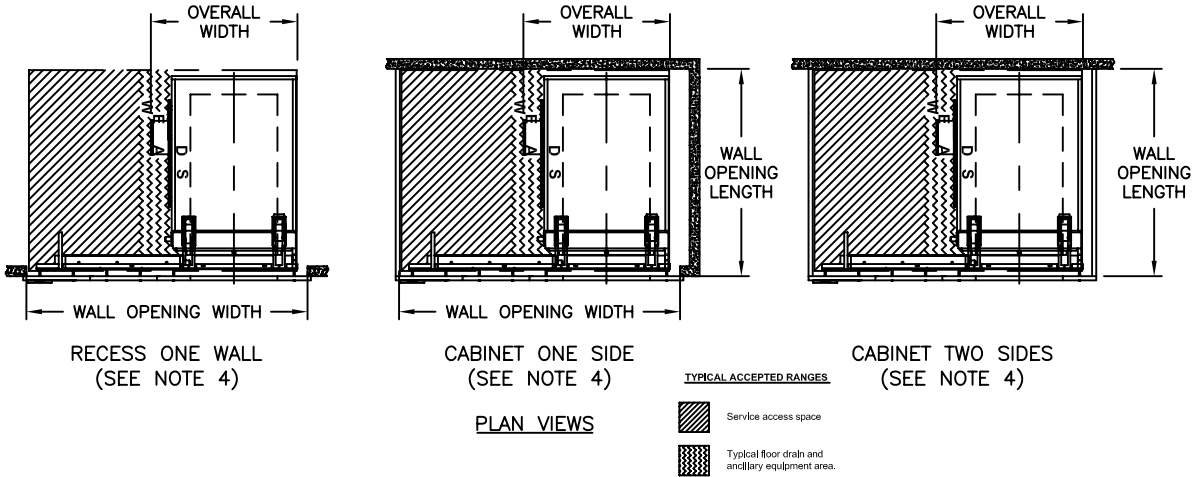 OVERALL
WIDTH
OVERALL
WIDTH
OVERALL
WIDTH
W
E
A
D
S
W
E
A
D
S
W
E
A
D
S
WALL
OPENING
LENGTH
WALL
OPENING
LENGTH
WALL OPENING WIDTH
WALL OPENING WIDTH
RECESS ONE WALL
(SEE NOTE 4)
CABINET ONE SIDE
(SEE NOTE 4)
CABINET TWO SIDES
(SEE NOTE 4)
PLAN VIEWS
TYPICAL ACCEPTED RANGES
Service access space
Typical floor drain and
ancillary equipment area.